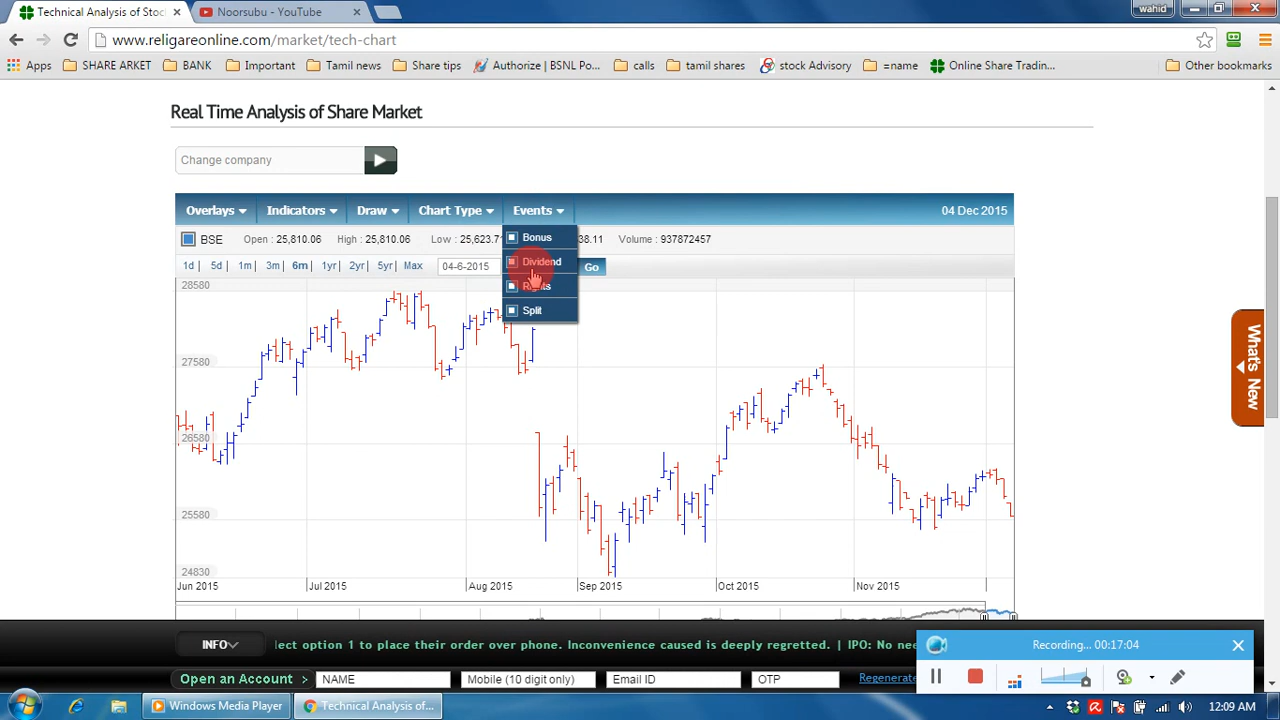 Technical Analysis of Stoc
Noorsubu - YouTube
wahid
www.religareonline.com/market/tech-chart
Apps
SHARE ARKET
BANK
Important
Tamil news
Share tips
Authorize | BSNL Po...
calls
tamil shares
stock Advisory
=name
Online Share Tradin...
Other bookmarks
Real Time Analysis of Share Market
Change company
Overlays
Indicators
Draw
Chart Type
Events
04 Dec 2015
BSE
Open : 25,810.06
High : 25,810.06
Low : 25,623.7
38.11
Volume : 937872457
Bonus
Dividend
Rights
Split
1d | 5d | 1m | 3m | 6m | 1yr | 2yr | 5yr | Max
04-6-2015
Go
28580
27580
26580
25580
24830
Jun 2015
Jul 2015
Aug 2015
Sep 2015
Oct 2015
Nov 2015
What's New
INFO
lect option 1 to place their order over phone. Inconvenience caused is deeply regretted. | IPO: No nee
Recording... 00:17:04
Open an Account >
NAME
Mobile (10 digit only)
Email ID
OTP
Regenerate
Windows Media Player
Technical Analysis of...
12:09 AM